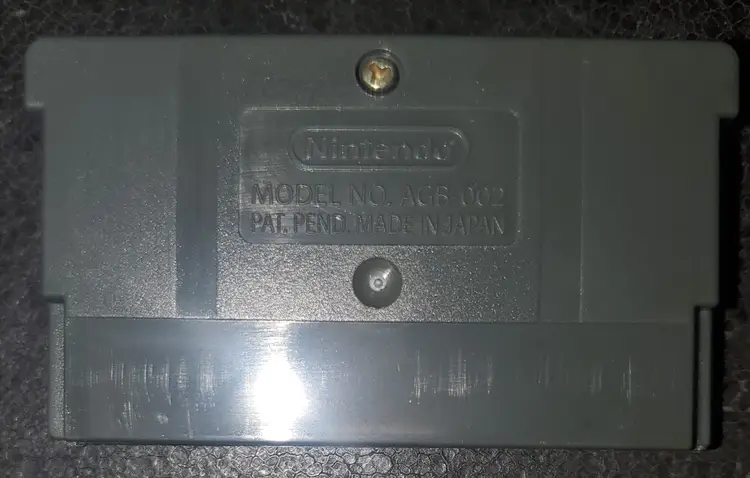 Nintendo
MODEL NO. AGB-002
PAT. PEND. MADE IN JAPAN